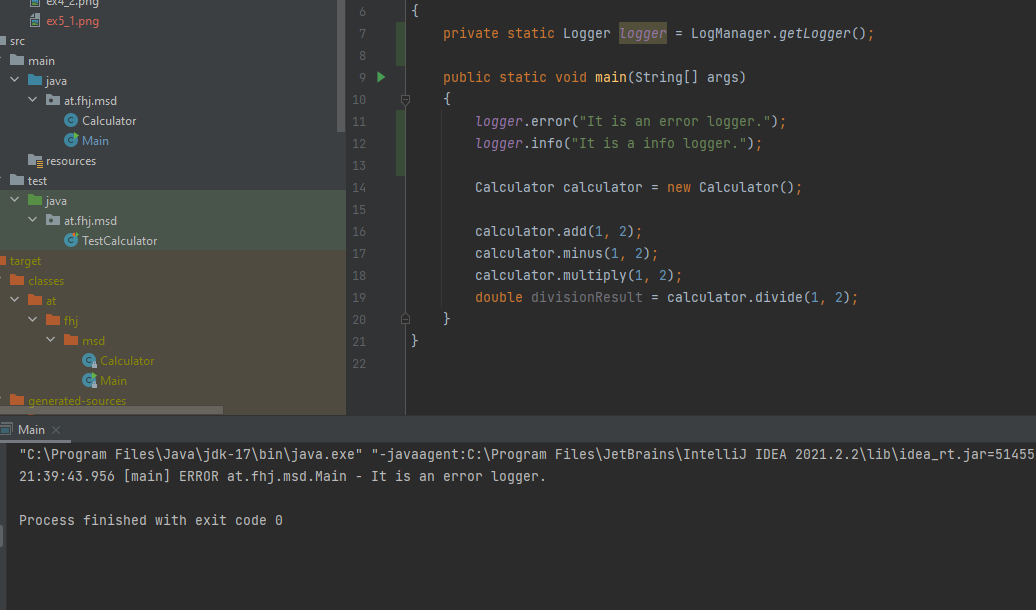 ex4_2.png
ex5_1.png
src
main
java
at.fhj.msd
Calculator
Main
resources
test
java
at.fhj.msd
TestCalculator
target
classes
at
fhj
msd
Calculator
Main
generated-sources
6 {
7 private static Logger logger = LogManager.getLogger();
8
9 public static void main(String[] args)
10 {
11 logger.error("It is an error logger.");
12 logger.info("It is a info logger.");
13
14 Calculator calculator = new Calculator();
15
16 calculator.add(1, 2);
17 calculator.minus(1, 2);
18 calculator.multiply(1, 2);
19 double divisionResult = calculator.divide(1, 2);
20 }
21 }
22
Main
"C:\Program Files\Java\jdk-17\bin\java.exe" "-javaagent:C:\Program Files\JetBrains\IntelliJ IDEA 2021.2.2\lib\idea_rt.jar=51455
21:39:43.956 [main] ERROR at.fhj.msd.Main - It is an error logger.
Process finished with exit code 0